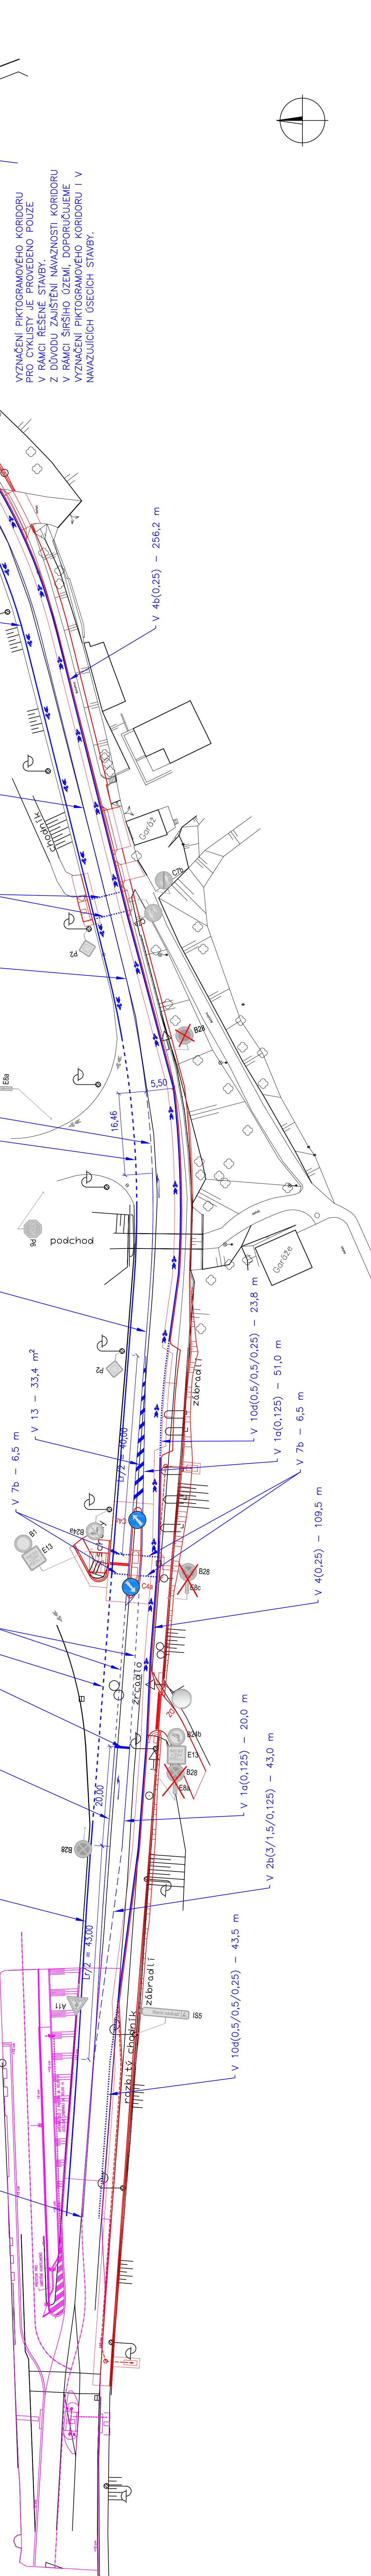 VYZNAČENÍ PIKTOGRAMOVÉHO KORIDORU
PRO CYKLISTY JE PROVEDENO POUZE
V RÁMCI ŘEŠENÉ STAVBY.
Z DŮVODU ZAJIŠTĚNÍ NÁVAZNOSTI KORIDORU
V RÁMCI ŠIRŠÍHO ÚZEMÍ, DOPORUČUJEME
VYZNAČENÍ PIKTOGRAMOVÉHO KORIDORU I V
NAVAZUJÍCÍCH ÚSECÍCH STAVBY.
V 4b(0,25) – 256,2 m
Chodník
Garáž
C7b
P2
B28
E8a
5,50
16,46
P6
podchod
Garáže
P2
zábradlí
V 13 – 33,4 m²
V 7b – 6,5 m
Lr/2 = 40,00
V 10d(0,5/0,5/0,25) – 23,8 m
V 1a(0,125) – 51,0 m
V 7b – 6,5 m
B1
E13
B24a
C4a
C4a
B28
E8c
V 4(0,25) – 109,5 m
zrcadlo
20
B24b
E13
B28
E8a
20,00
V 1a(0,125) – 20,0 m
V 2b(3/1,5/0,125) – 43,0 m
B28
Lr/2 = 43,00
V 10d(0,5/0,5/0,25) – 43,5 m
A11
zábradlí
IS5
rozbitý chodník